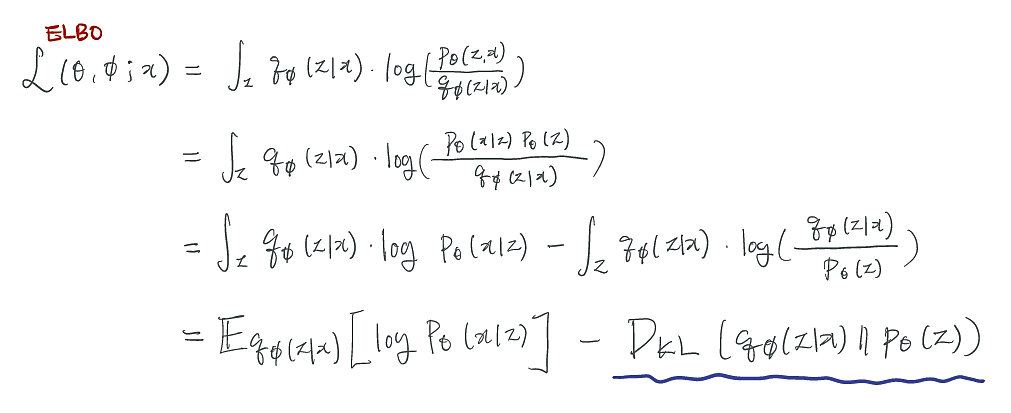 ELBO
ℒ(θ,φ;x) = ∫_z q_φ(z|x) · log(p_θ(z,x)/q_φ(z|x))
= ∫_z q_φ(z|x) · log(p_θ(x|z) p_θ(z)/q_φ(z|x))
= ∫_z q_φ(z|x) · log p_θ(x|z) − ∫_z q_φ(z|x) · log(q_φ(z|x)/p_θ(z))
= 𝔼_{q_φ(z|x)}[log p_θ(x|z)] − D_KL(q_φ(z|x) || p_θ(z))